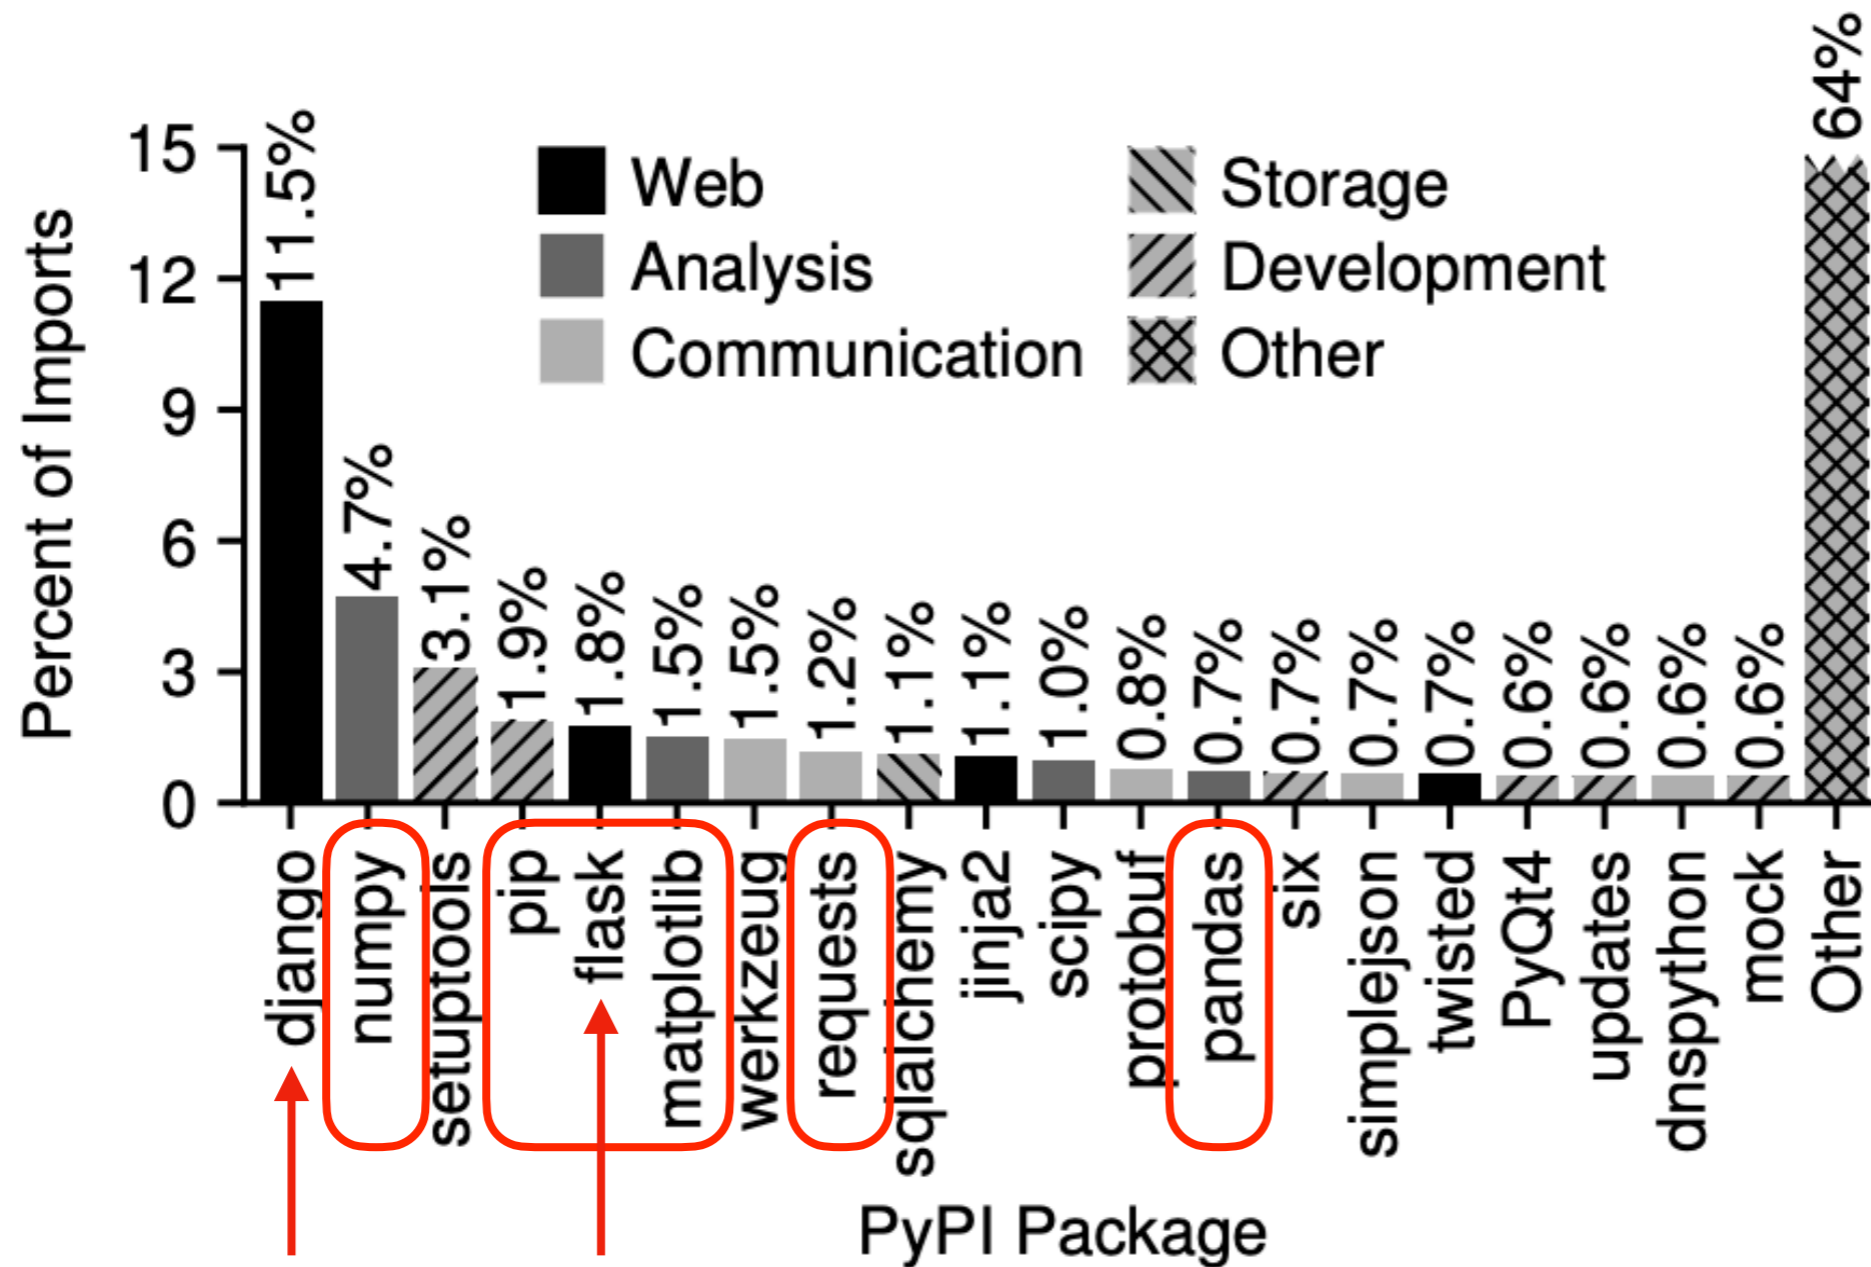 Percent of Imports
15
12
9
6
3
0
Web
Analysis
Communication
Storage
Development
Other
11.5%
4.7%
3.1%
1.9%
1.8%
1.5%
1.5%
1.2%
1.1%
1.1%
1.0%
0.8%
0.7%
0.7%
0.7%
0.7%
0.6%
0.6%
0.6%
0.6%
64%
django
numpy
setuptools
pip
flask
matplotlib
werkzeug
requests
sqlalchemy
jinja2
scipy
protobuf
pandas
six
simplejson
twisted
PyQt4
updates
dnspython
mock
Other
PyPI Package